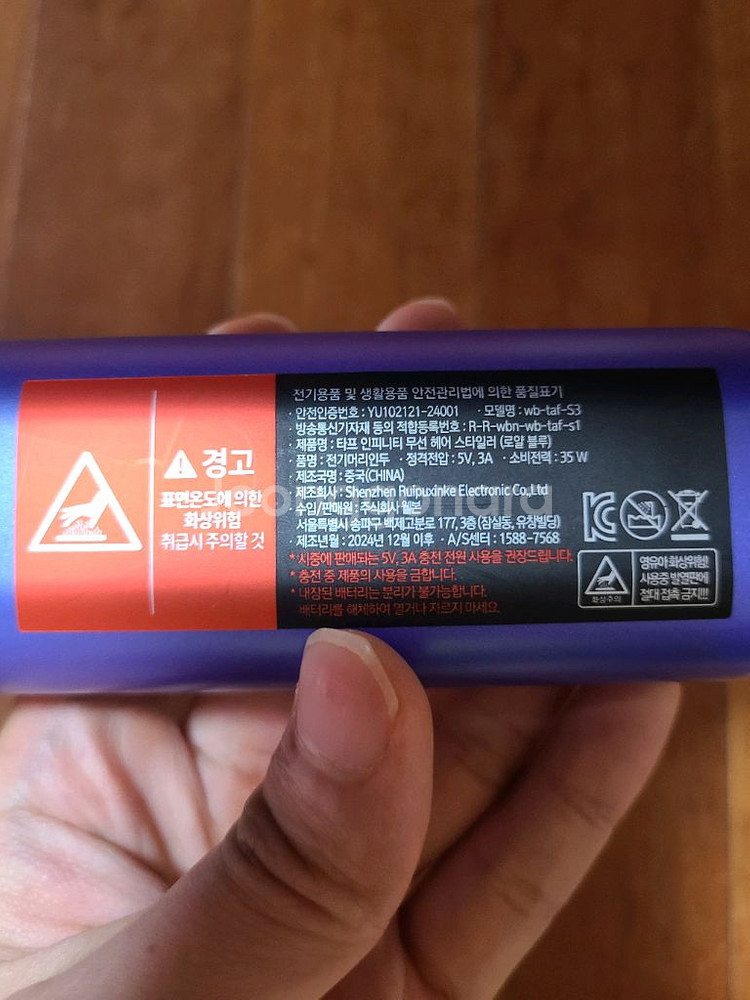 경고
표면온도에 의한
화상위험
취급시 주의할 것
전기용품 및 생활용품 안전관리법에 의한 품질표기
· 안전인증번호 : YU102121-24001 · 모델명 : wb-taf-S3
· 방송통신기자재 등의 적합등록번호 : R-R-wbn-wb-taf-s1
· 제품명 : 타프 인피니티 무선 헤어 스타일러 (로얄 블루)
· 품명 : 전기머리인두 · 정격전압 : 5V, 3A · 소비전력 : 35 W
· 제조국명 : 중국(CHINA)
· 제조회사 : Shenzhen Ruipuxinke Electronic Co.,Ltd
· 수입/판매원 : 주식회사 웰본
서울특별시 송파구 백제고분로 177, 3층 (잠실동, 유창빌딩)
· 제조년월 : 2024년 12월 이후 · A/S센터 : 1588-7568
* 시중에 판매되는 5V, 3A 충전 전원 사용을 권장드립니다.
* 충전 중 제품의 사용을 금합니다.
* 내장된 배터리는 분리가 불가능합니다.
배터리를 해체하여 열거나 자르지 마세요.
화상주의
영유아 화상위험!
사용중 발열판에
절대 접촉 금지!!!